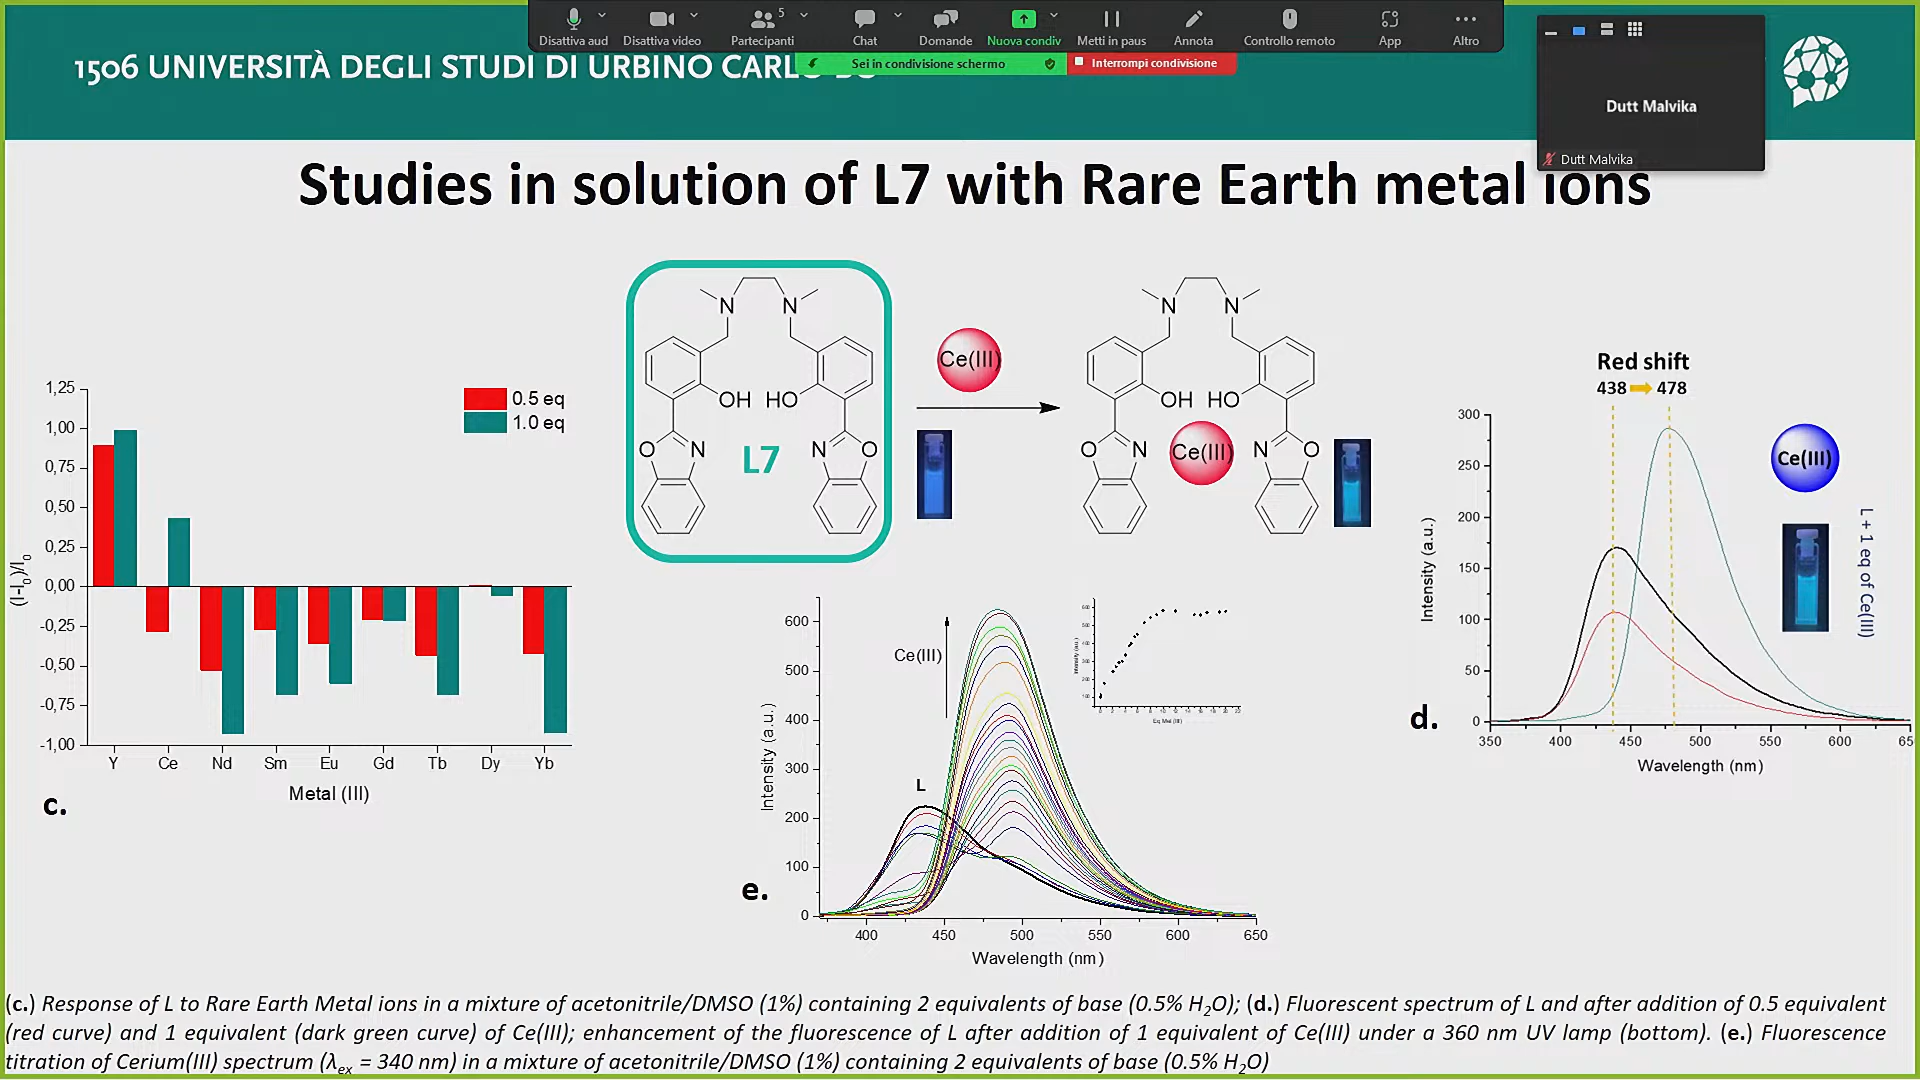 Disattiva aud
Disattiva video
Partecipanti
5
Chat
Domande
Nuova condiv
Metti in paus
Annota
Controllo remoto
App
Altro
Sei in condivisione schermo
Interrompi condivisione
1506 UNIVERSITÀ DEGLI STUDI DI URBINO CARLO BO
Dutt Malvika
Dutt Malvika
Studies in solution of L7 with Rare Earth metal ions
1,25
1,00
0,75
0,50
0,25
0,00
-0,25
-0,50
-0,75
-1,00
(I-I0)/I0
0.5 eq
1.0 eq
Y Ce Nd Sm Eu Gd Tb Dy Yb
Metal (III)
c.
N N
OH HO
O N N O
L7
Ce(III)
N N
OH HO
O N N O
Ce(III)
Red shift
438 478
300
250
200
150
100
50
0
Intensity (a.u.)
350 400 450 500 550 600 65
Wavelength (nm)
Ce(III)
L + 1 eq of Ce(III)
d.
600
500
400
300
200
100
0
Intensity (a.u.)
Ce(III)
L
400 450 500 550 600 650
Wavelength (nm)
e.
(c.) Response of L to Rare Earth Metal ions in a mixture of acetonitrile/DMSO (1%) containing 2 equivalents of base (0.5% H2O); (d.) Fluorescent spectrum of L and after addition of 0.5 equivalent
(red curve) and 1 equivalent (dark green curve) of Ce(III); enhancement of the fluorescence of L after addition of 1 equivalent of Ce(III) under a 360 nm UV lamp (bottom). (e.) Fluorescence
titration of Cerium(III) spectrum (λex = 340 nm) in a mixture of acetonitrile/DMSO (1%) containing 2 equivalents of base (0.5% H2O)